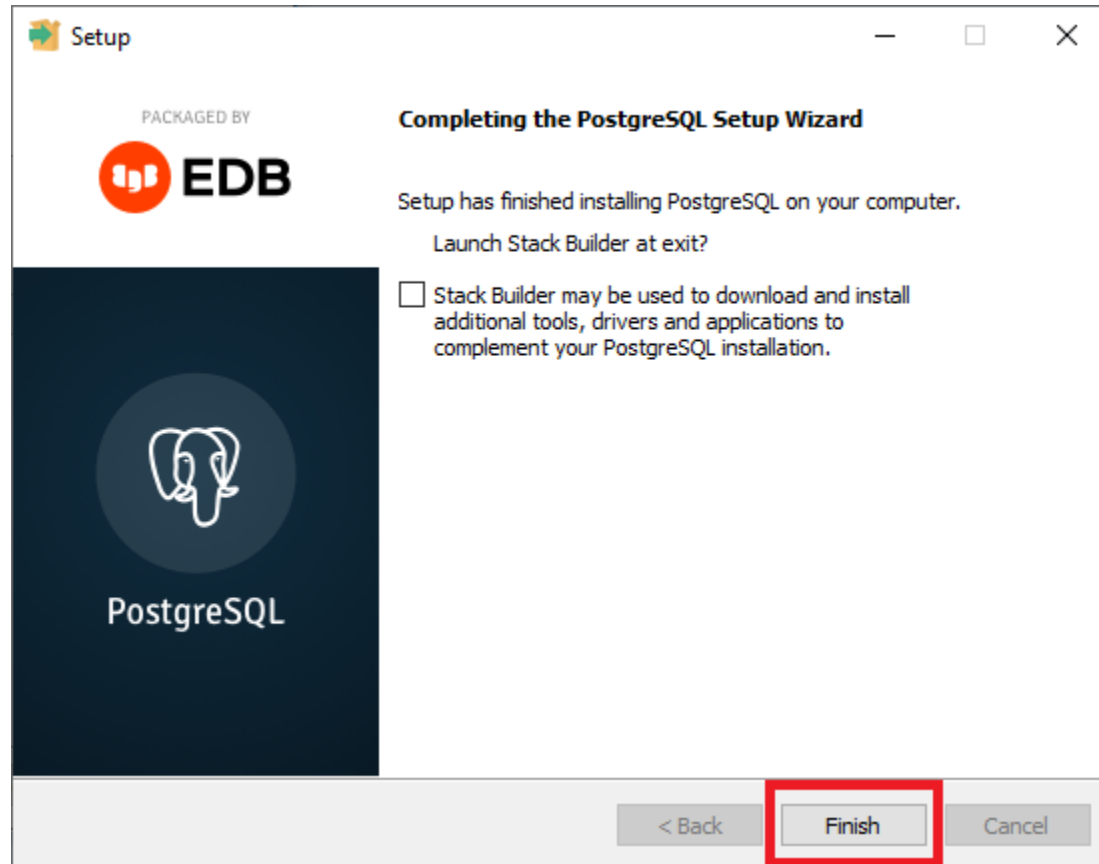 Setup
PACKAGED BY
EDB
Completing the PostgreSQL Setup Wizard
Setup has finished installing PostgreSQL on your computer.
Launch Stack Builder at exit?
Stack Builder may be used to download and install
additional tools, drivers and applications to
complement your PostgreSQL installation.
PostgreSQL
< Back
Finish
Cancel